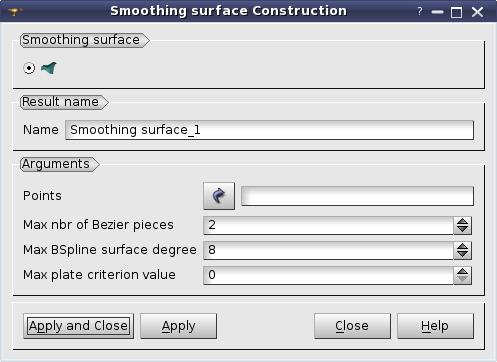 Smoothing surface Construction
Smoothing surface
Result name
Name Smoothing surface_1
Arguments
Points
Max nbr of Bezier pieces 2
Max BSpline surface degree 8
Max plate criterion value 0
Apply and Close Apply Close Help